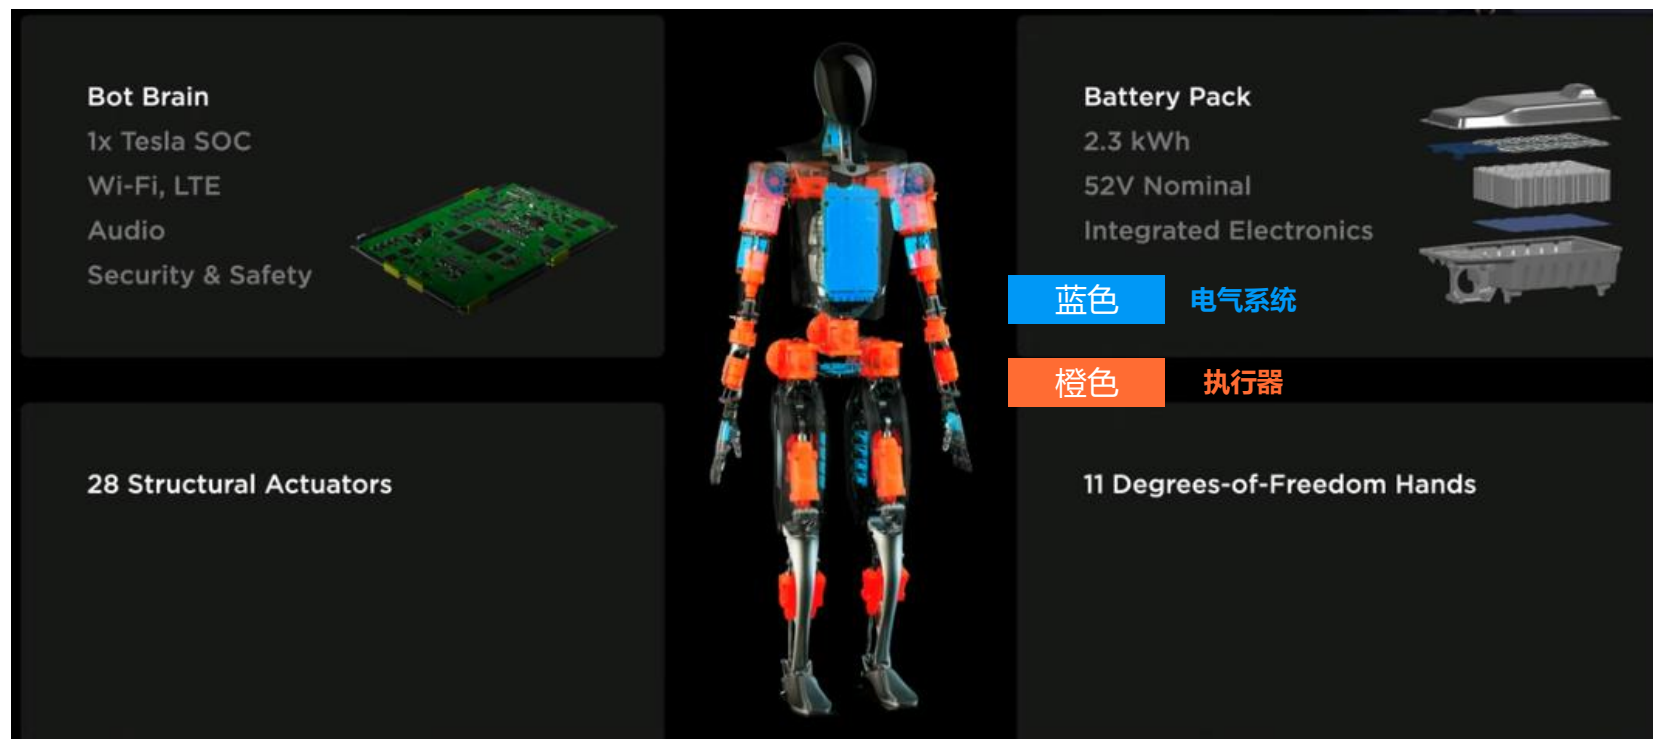 Bot Brain
1x Tesla SOC
Wi-Fi, LTE
Audio
Security & Safety
Battery Pack
2.3 kWh
52V Nominal
Integrated Electronics
蓝色 电气系统
橙色 执行器
28 Structural Actuators
11 Degrees-of-Freedom Hands